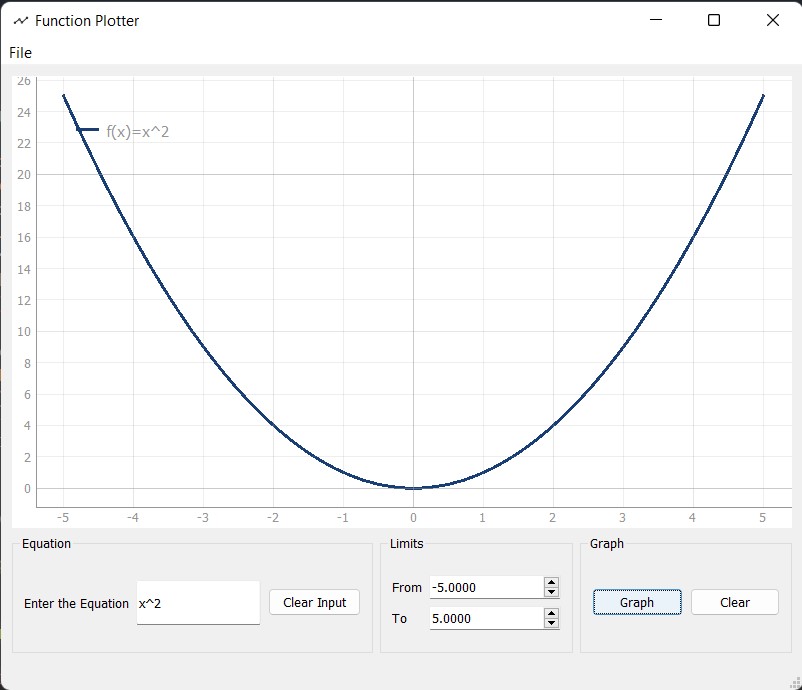 Function Plotter
File
26
24
f(x)=x^2
22
20
18
16
14
12
10
8
6
4
2
0
-5 -4 -3 -2 -1 0 1 2 3 4 5
Equation
Enter the Equation x^2 Clear Input
Limits
From -5.0000
To 5.0000
Graph
Graph Clear